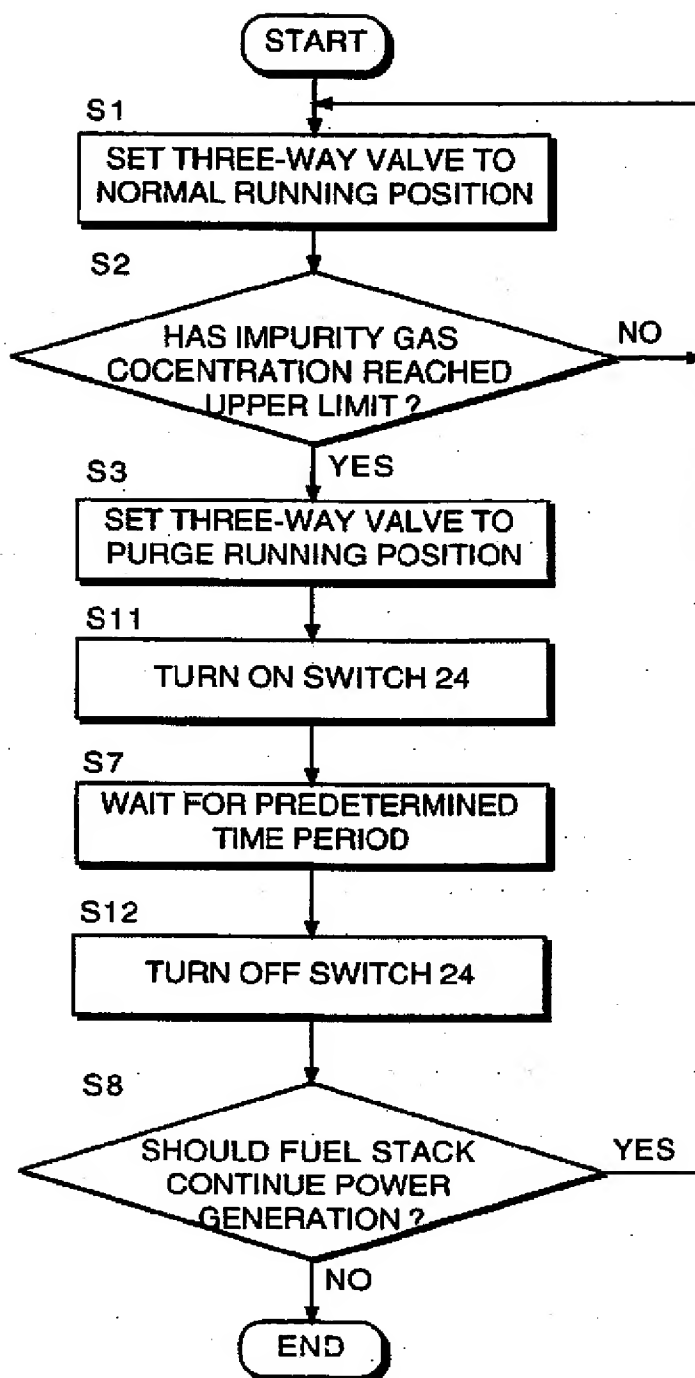 START
S1
SET THREE-WAY VALVE TO
NORMAL RUNNING POSITION
S2
HAS IMPURITY GAS
COCENTRATION REACHED
UPPER LIMIT ?
NO
YES
S3
SET THREE-WAY VALVE TO
PURGE RUNNING POSITION
S11
TURN ON SWITCH 24
S7
WAIT FOR PREDETERMINED
TIME PERIOD
S12
TURN OFF SWITCH 24
S8
SHOULD FUEL STACK
CONTINUE POWER
GENERATION ?
YES
NO
END